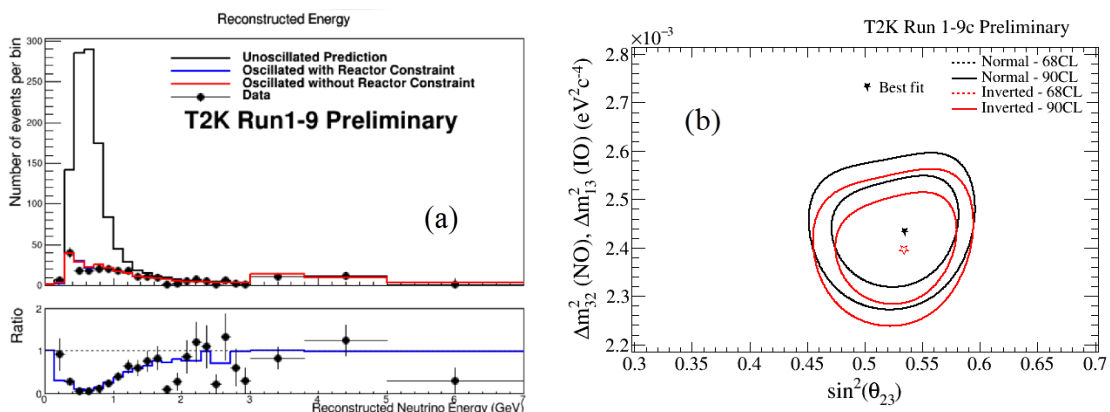 Reconstructed Energy
Number of events per bin
300
250
200
150
100
50
0
Unoscillated Prediction
Oscillated with Reactor Constraint
Oscillated without Reactor Constraint
Data
T2K Run1-9 Preliminary
(a)
Ratio
2
1
0
0 1 2 3 4 5 6 7
Reconstructed Neutrino Energy (GeV)
T2K Run 1-9c Preliminary
×10⁻³
Δm²₃₂ (NO), Δm²₁₃ (IO) (eV²c⁻⁴)
2.8
2.7
2.6
2.5
2.4
2.3
2.2
Best fit
Normal - 68CL
Normal - 90CL
Inverted - 68CL
Inverted - 90CL
(b)
0.3 0.4 0.45 0.5 0.55 0.6 0.65 0.7
sin²(θ₂₃)